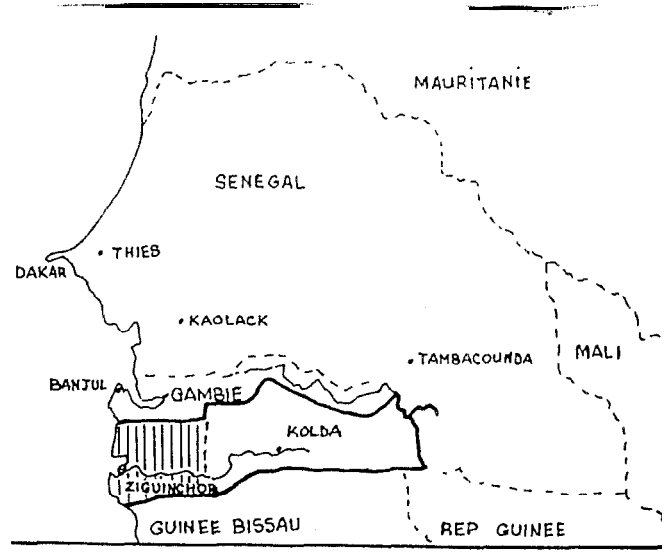 MAURITANIE
SENEGAL
THIES
DAKAR
KAOLACK
TAMBACOUNDA
MALI
BANJUL
GAMBIE
KOLDA
ZIGUINCHOR
GUINEE BISSAU
REP GUINEE